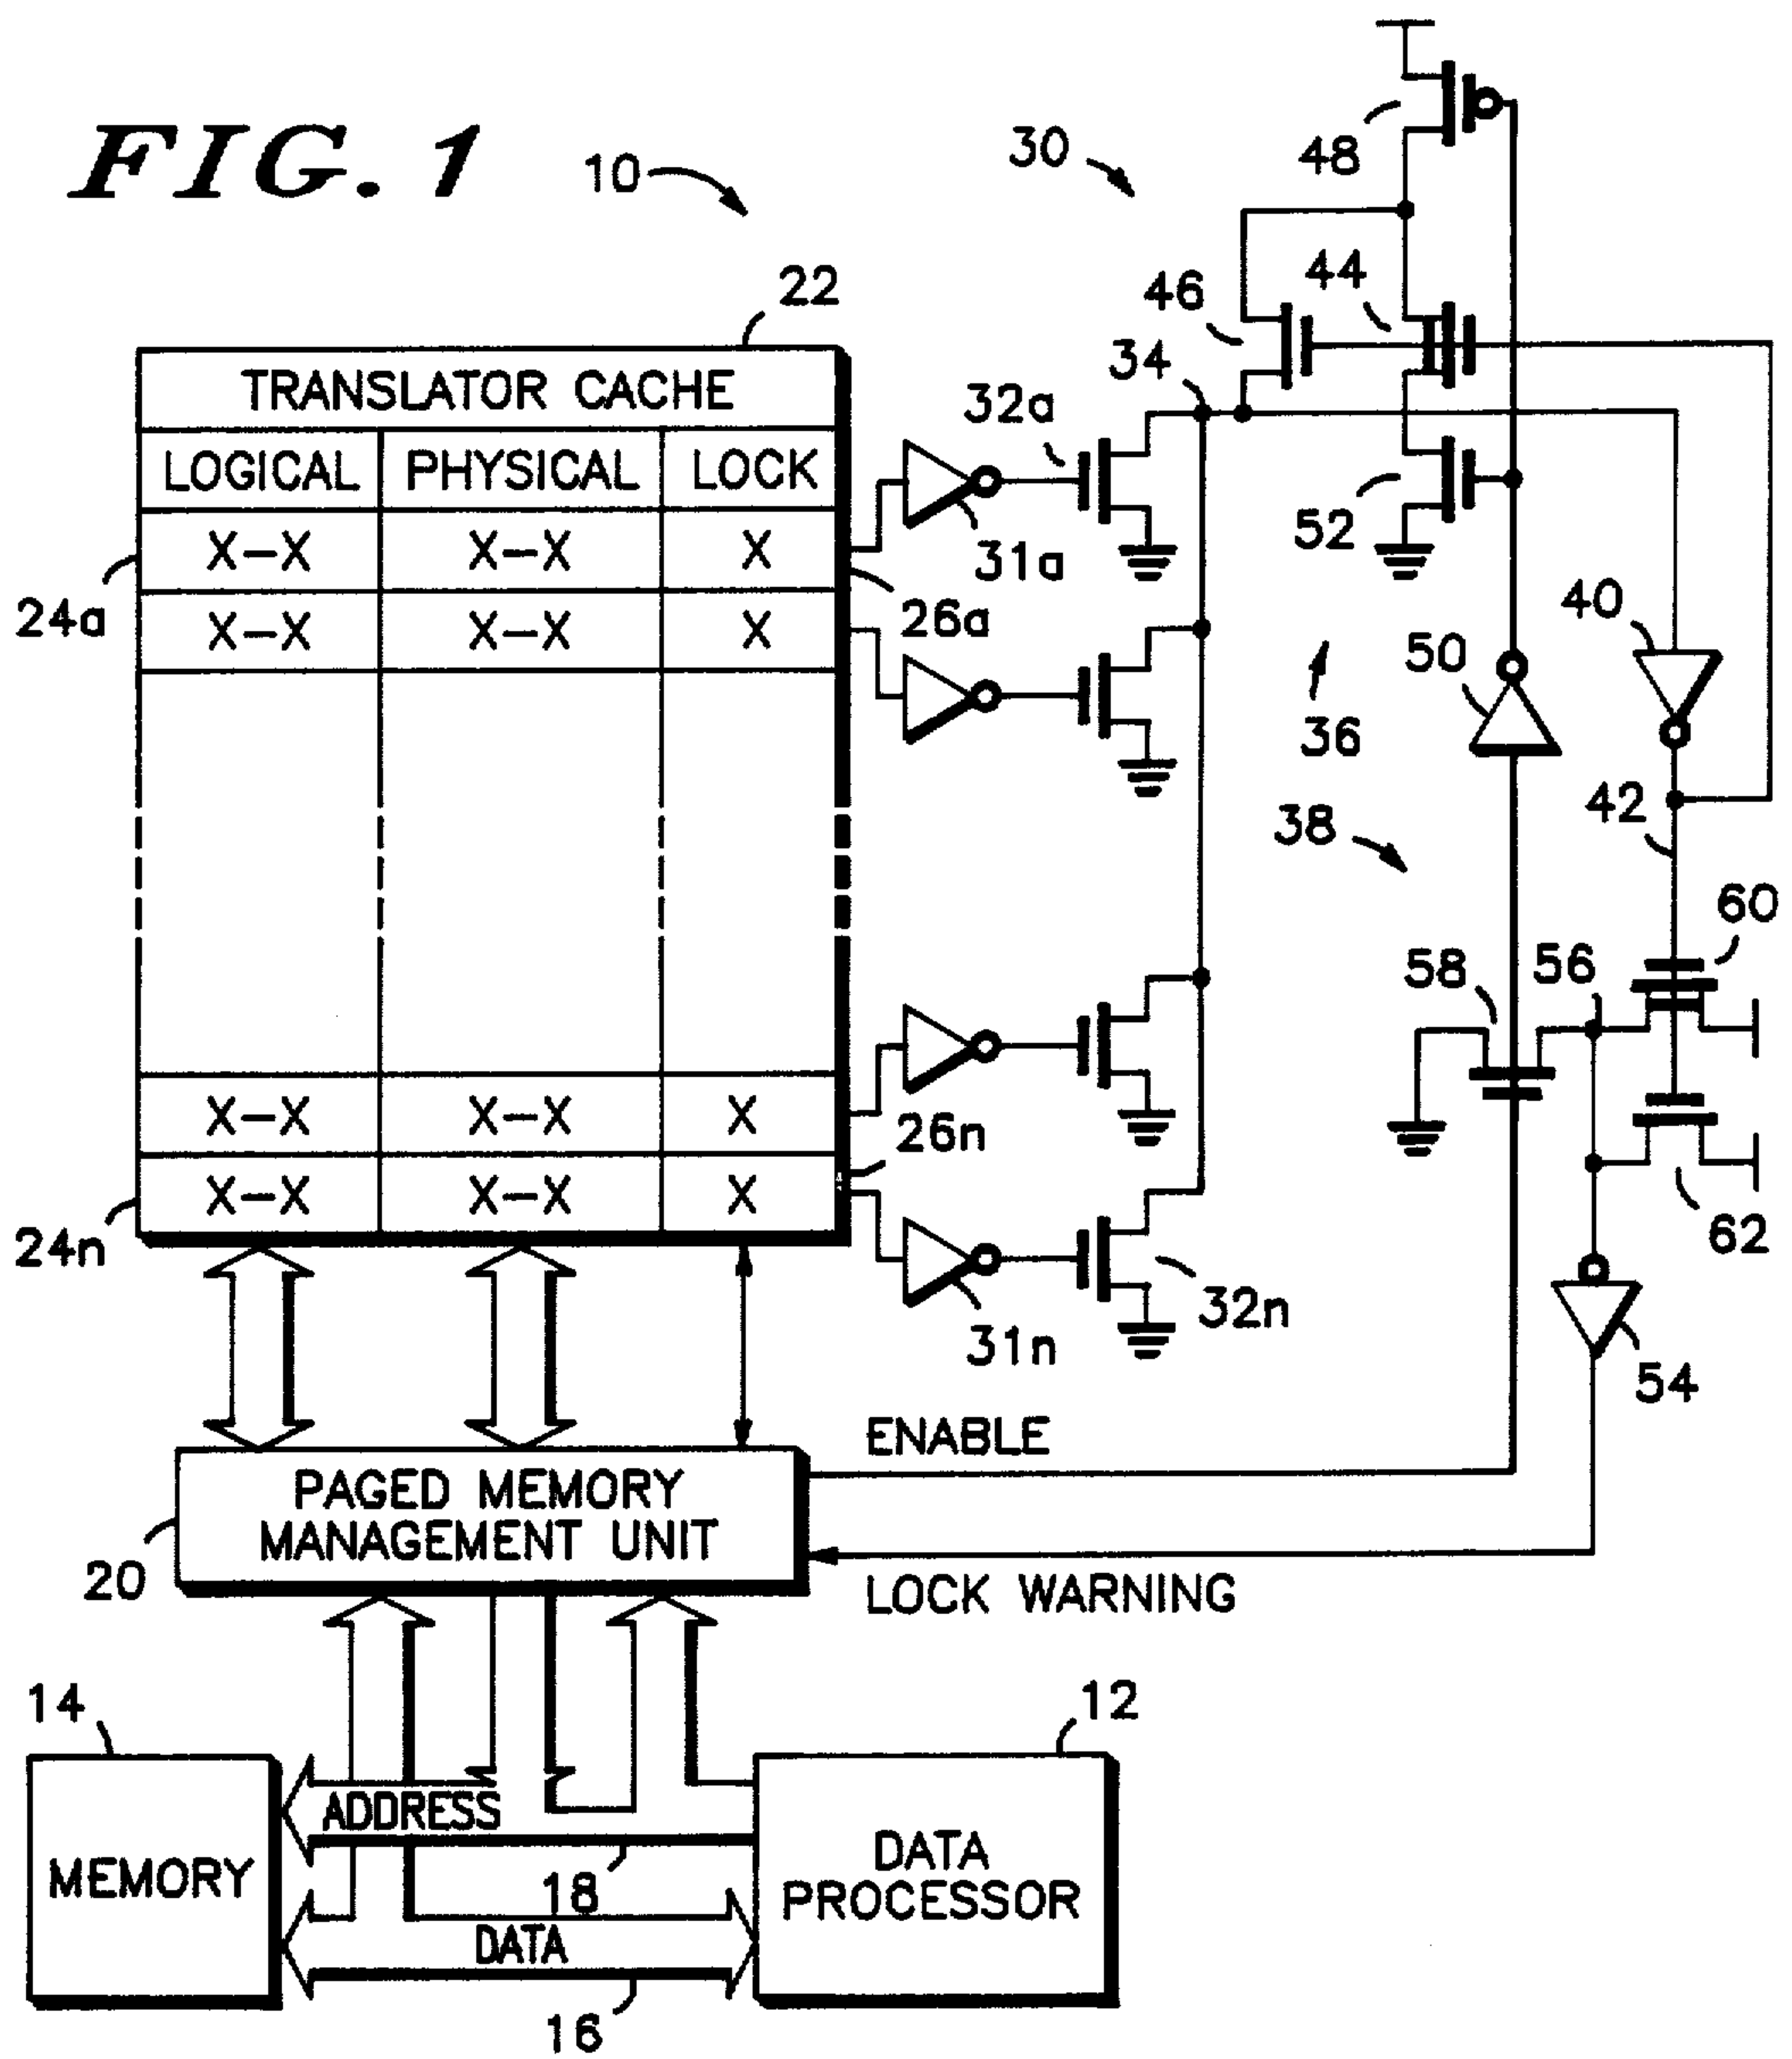 FIG. 1
10
30
48
22
46
44
34
TRANSLATOR CACHE
32a
LOGICAL PHYSICAL LOCK
52
X-X X-X X
31a
24a
26a
X-X X-X X
40
50
36
42
38
60
58
56
X-X X-X X
26n
X-X X-X X
24n
62
32n
31n
54
ENABLE
PAGED MEMORY
MANAGEMENT UNIT
20
LOCK WARNING
14
12
ADDRESS
MEMORY
18
DATA
PROCESSOR
DATA
16